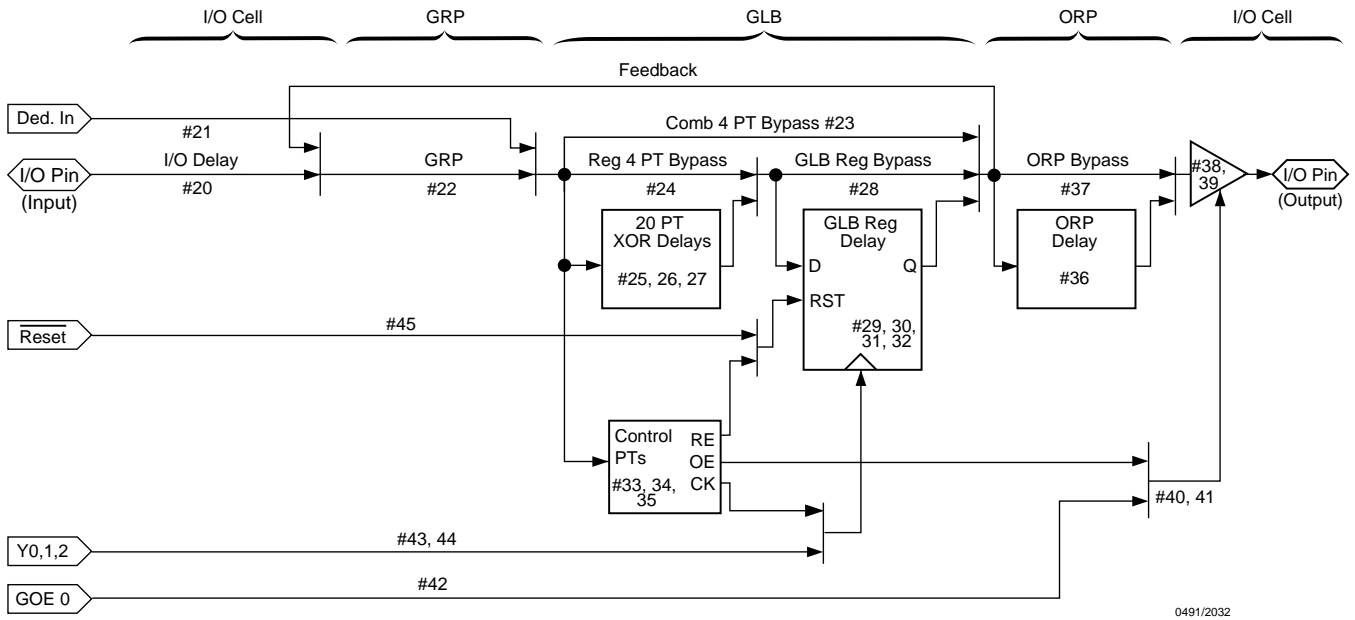 I/O Cell
GRP
GLB
ORP
I/O Cell
Feedback
Ded. In
#21
Comb 4 PT Bypass #23
I/O Pin
(Input)
I/O Delay
#20
GRP
#22
Reg 4 PT Bypass
#24
GLB Reg Bypass
#28
ORP Bypass
#37
#38,
39
I/O Pin
(Output)
20 PT
XOR Delays
#25, 26, 27
GLB Reg
Delay
D
Q
RST
#29, 30,
31, 32
ORP
Delay
#36
Reset
#45
Control
PTs
#33, 34,
35
RE
OE
CK
#40, 41
Y0,1,2
#43, 44
GOE 0
#42
0491/2032